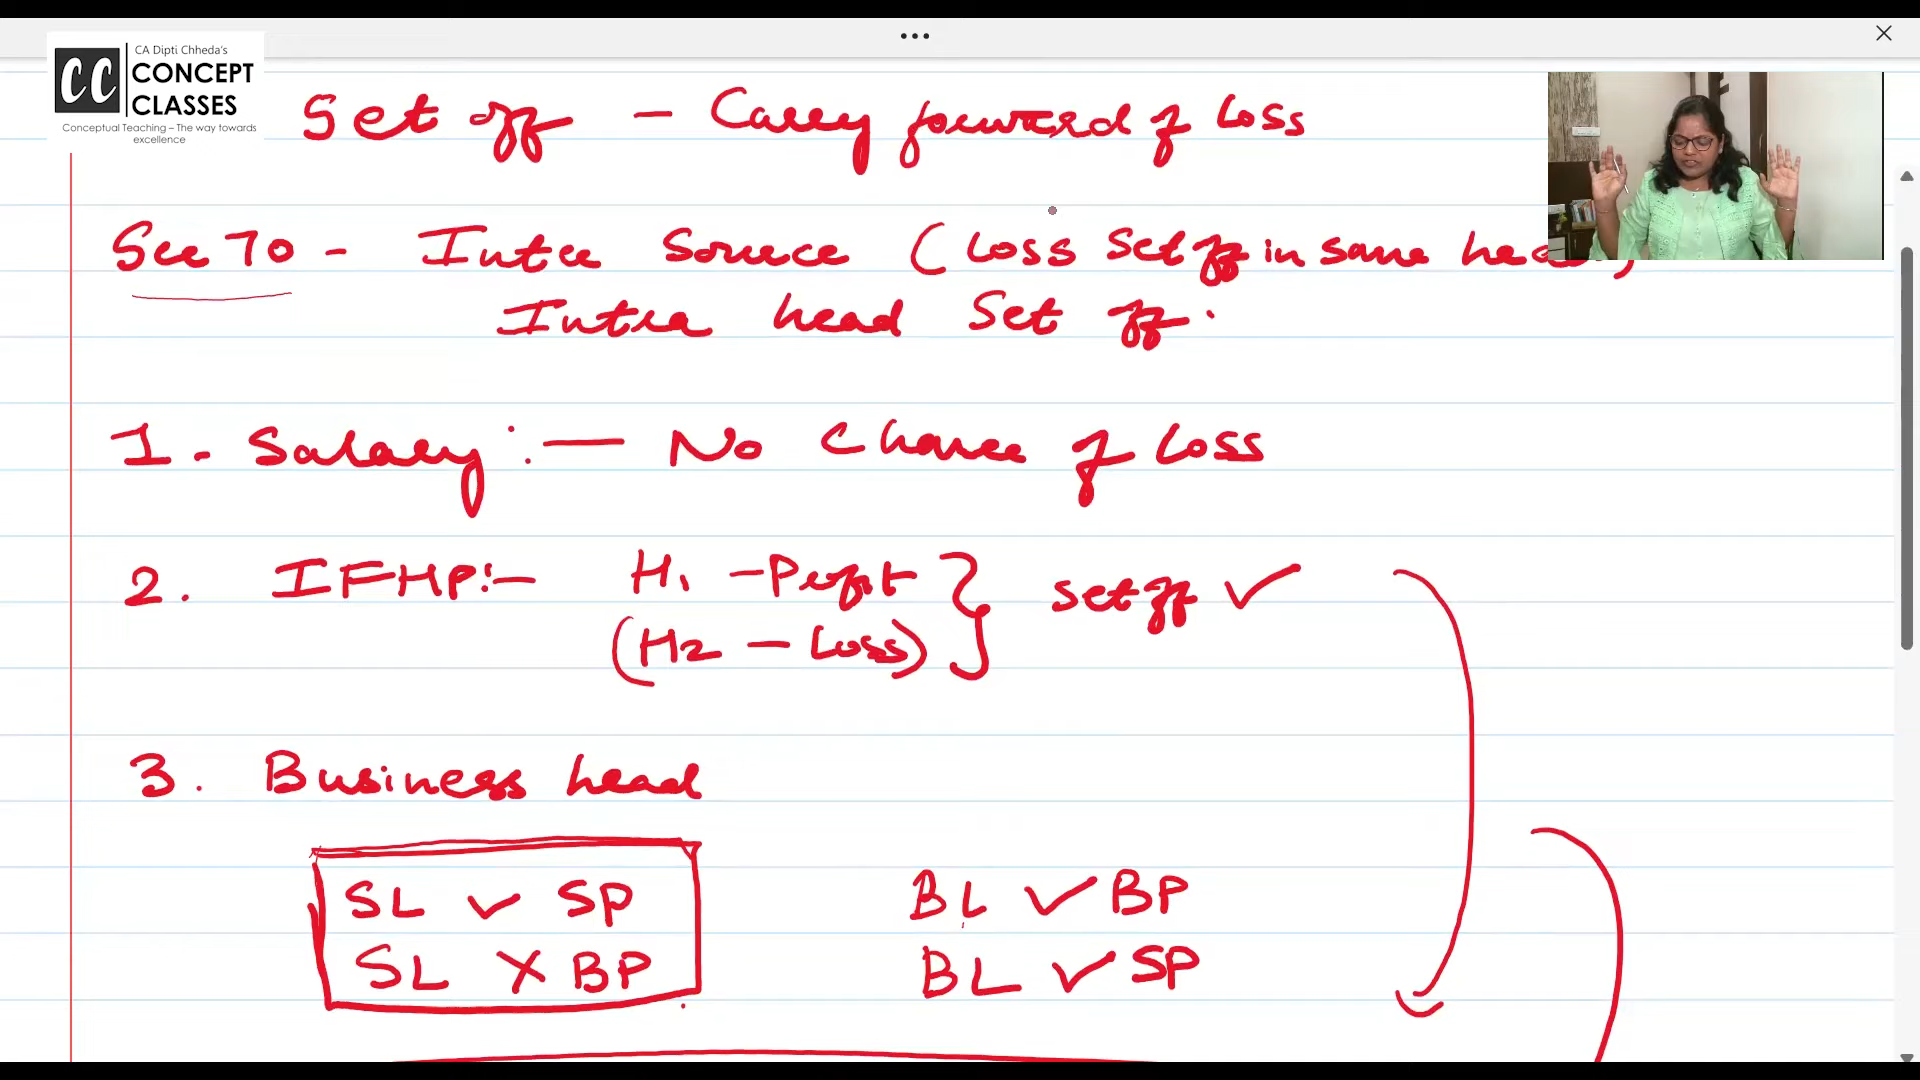 CA Dipti Chheda's
CC CONCEPT
CLASSES
Conceptual Teaching – The way towards
excellence
Set off - Carry forward of Loss
Sec 70 - Inter Source (Loss Set off in same head)
Intra head Set off.
1. Salary :— No Chance of Loss
2. IFHP :- H1 - Profit
(H2 - Loss) } set off ✓
3. Business head
SL ✓ SP BL ✓ BP
SL X BP BL ✓ SP